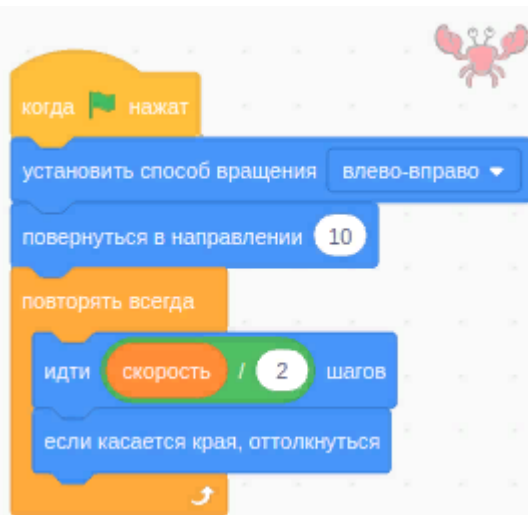 когда нажат
установить способ вращения влево-вправо
повернуться в направлении 10
повторять всегда
идти скорость / 2 шагов
если касается края, оттолкнуться